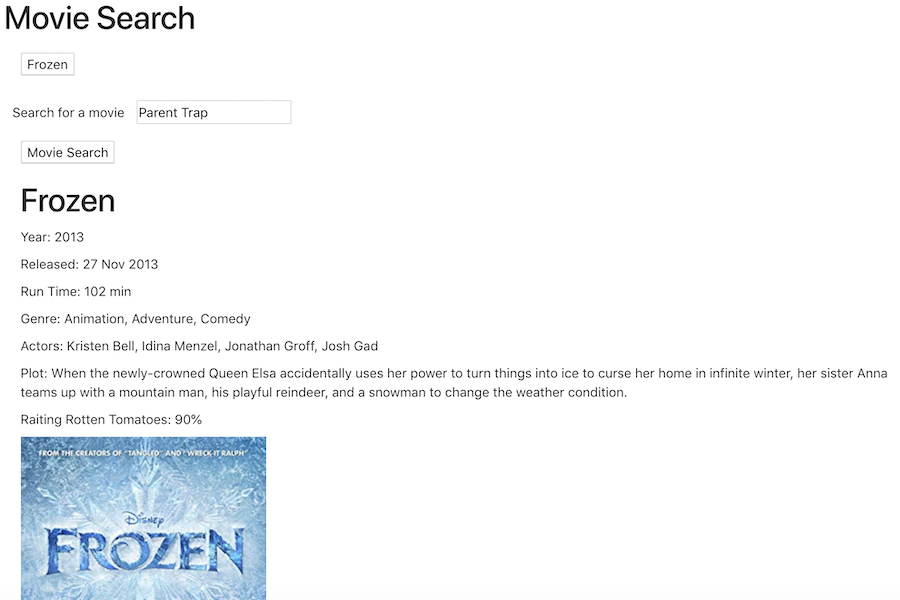 Movie Search
Frozen
Search for a movie Parent Trap
Movie Search
Frozen
Year: 2013
Released: 27 Nov 2013
Run Time: 102 min
Genre: Animation, Adventure, Comedy
Actors: Kristen Bell, Idina Menzel, Jonathan Groff, Josh Gad
Plot: When the newly-crowned Queen Elsa accidentally uses her power to turn things into ice to curse her home in infinite winter, her sister Anna
teams up with a mountain man, his playful reindeer, and a snowman to change the weather condition.
Raiting Rotten Tomatoes: 90%
FROM THE CREATORS OF "TANGLED" AND "WRECK-IT RALPH"
Disney
FROZEN